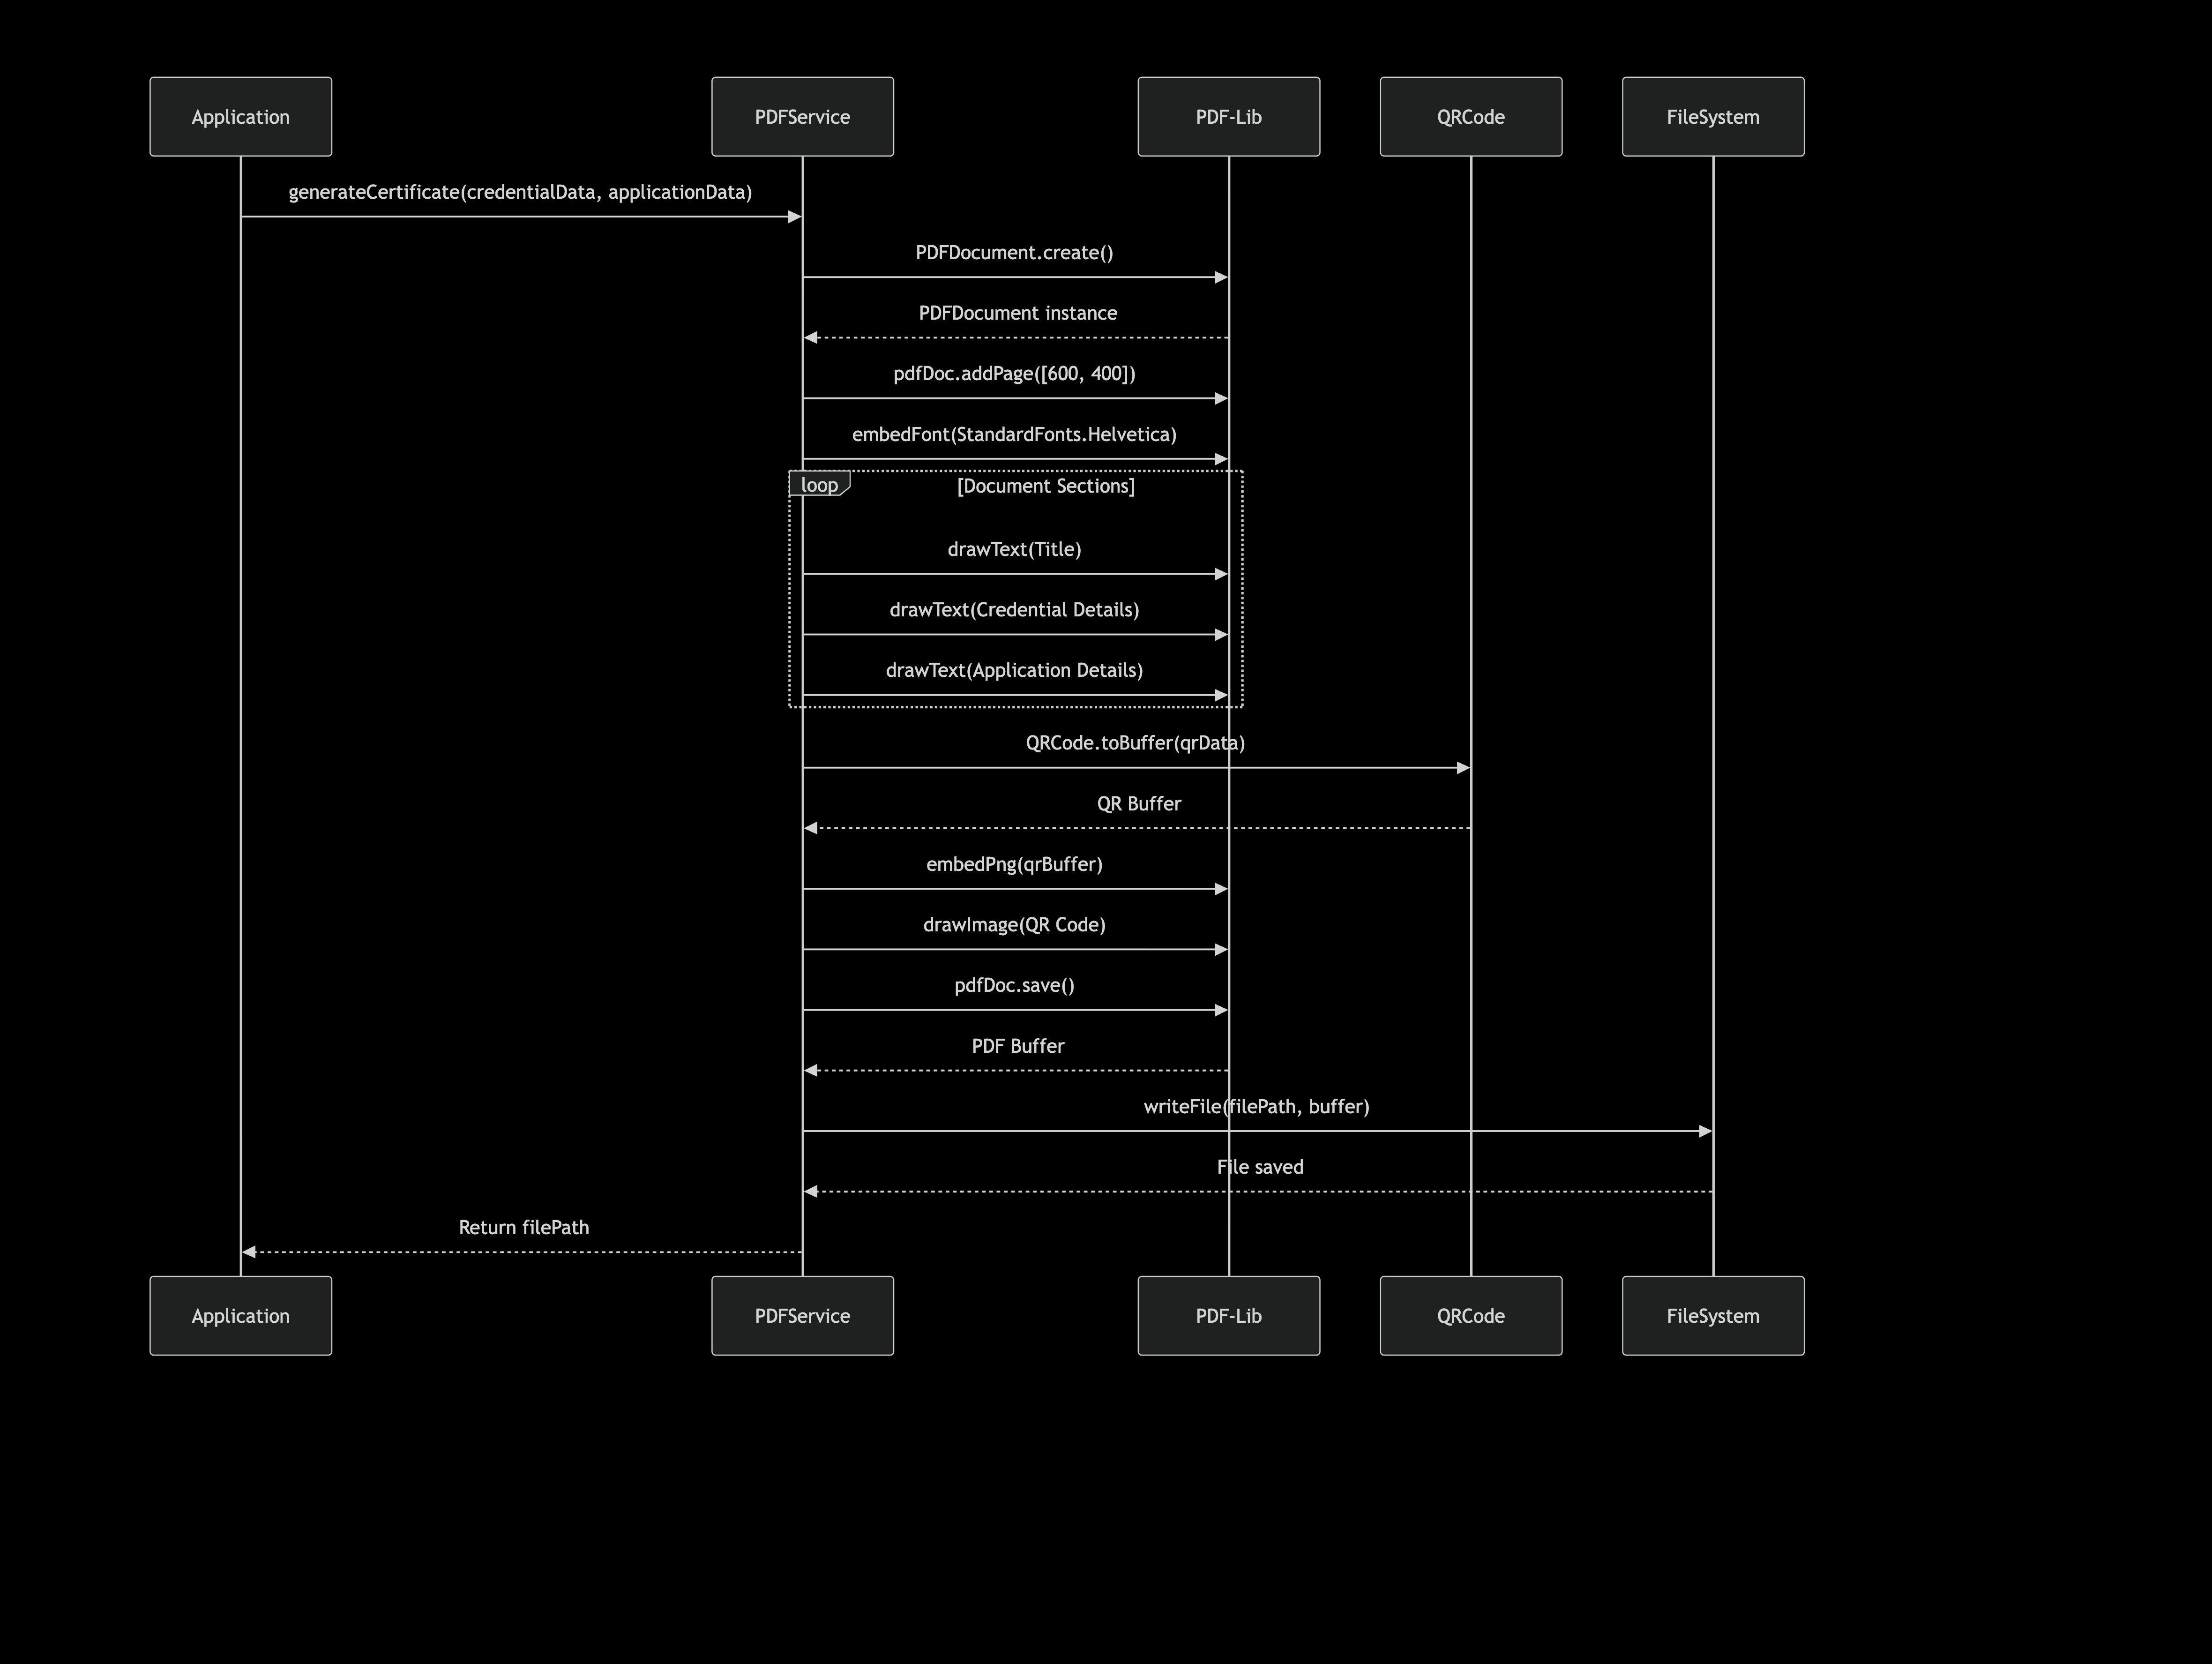 Application
PDFService
PDF-Lib
QRCode
FileSystem
generateCertificate(credentialData, applicationData)
PDFDocument.create()
PDFDocument instance
pdfDoc.addPage([600, 400])
embedFont(StandardFonts.Helvetica)
loop
[Document Sections]
drawText(Title)
drawText(Credential Details)
drawText(Application Details)
QRCode.toBuffer(qrData)
QR Buffer
embedPng(qrBuffer)
drawImage(QR Code)
pdfDoc.save()
PDF Buffer
writeFile(filePath, buffer)
File saved
Return filePath
Application
PDFService
PDF-Lib
QRCode
FileSystem